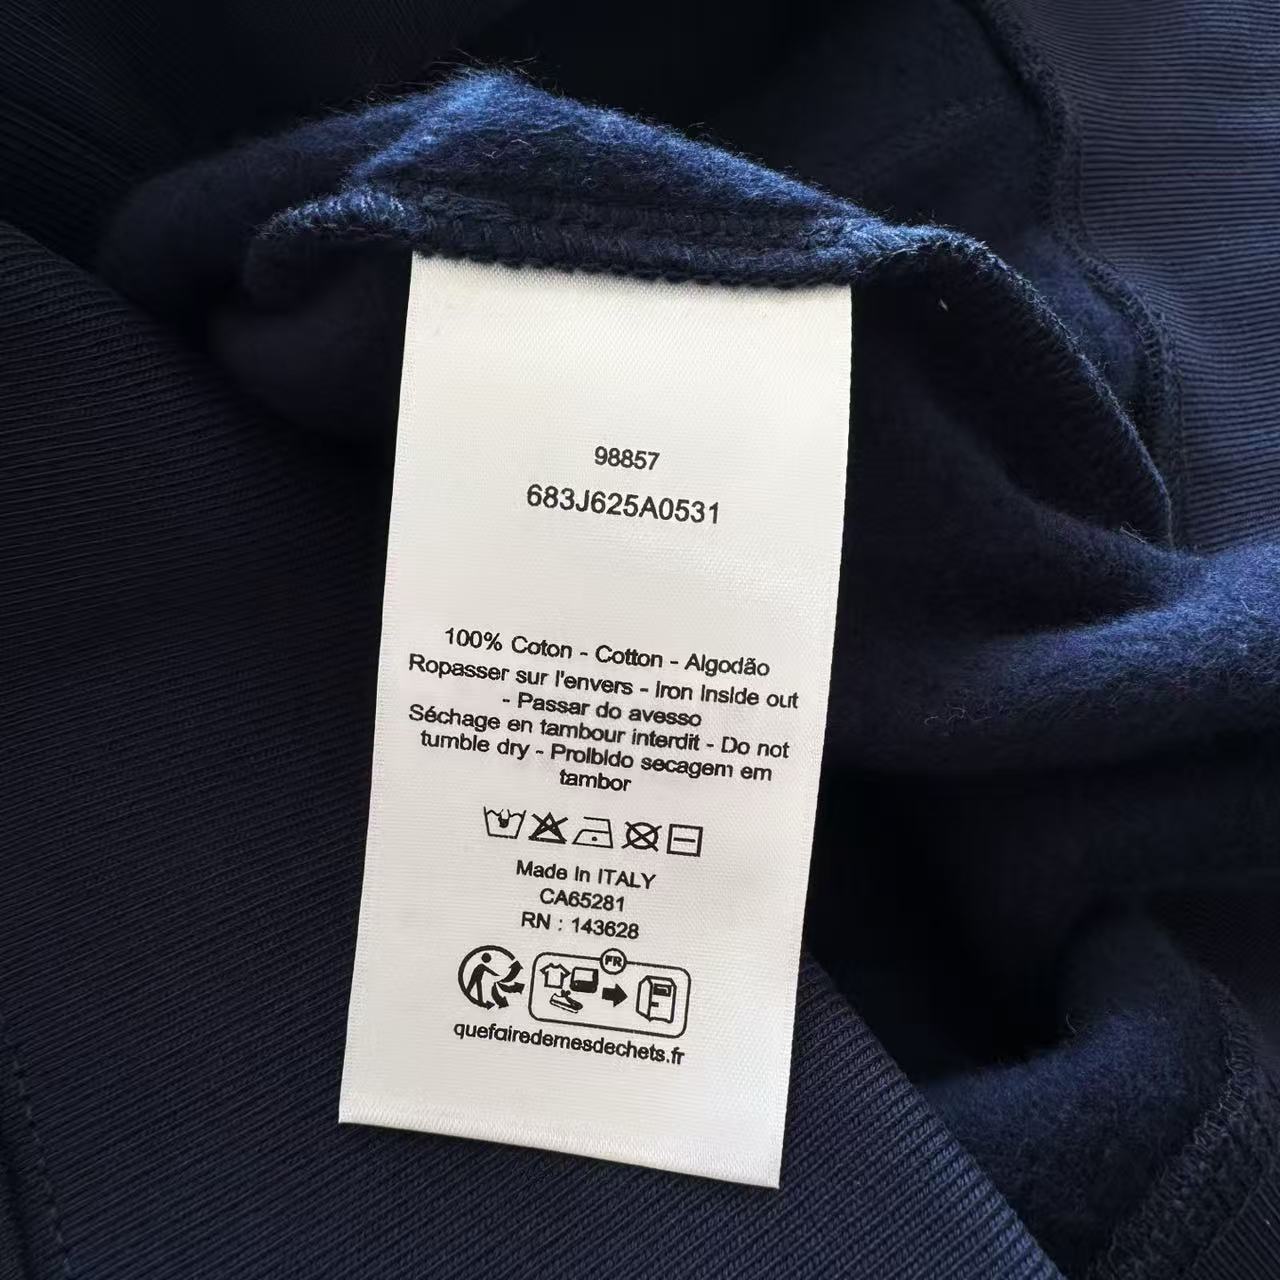 98857
683J625A0531
100% Coton - Cotton - Algodão
Ropasser sur l'envers - Iron Inside out
- Passar do avesso
Séchage en tambour interdit - Do not
tumble dry - Proibido secagem em
tambor
Made In ITALY
CA65281
RN : 143628
FR
quefairedemesdechets.fr